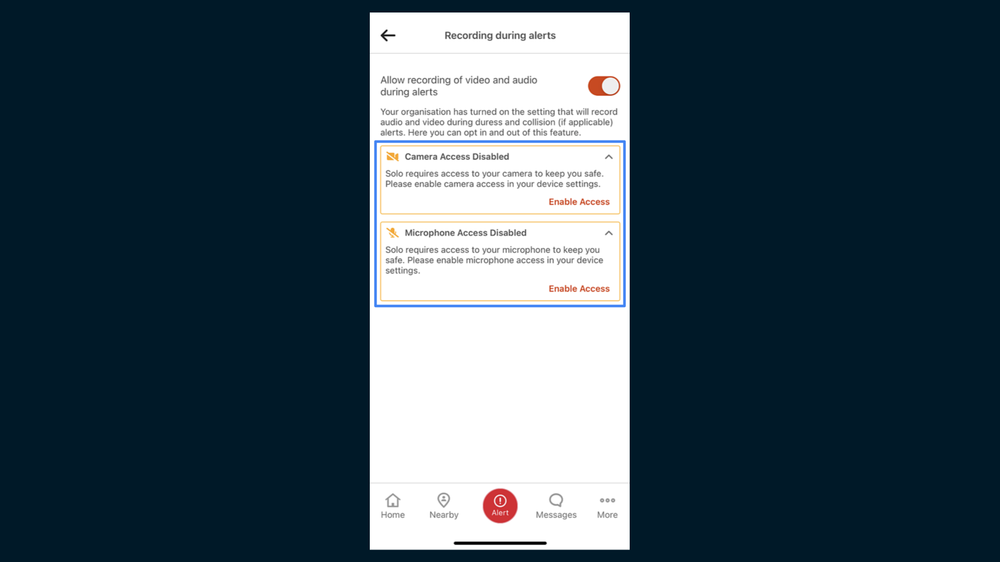 Recording during alerts
Allow recording of video and audio
during alerts
Your organisation has turned on the setting that will record
audio and video during duress and collision (if applicable)
alerts. Here you can opt in and out of this feature.
Camera Access Disabled
Solo requires access to your camera to keep you safe.
Please enable camera access in your device settings.
Enable Access
Microphone Access Disabled
Solo requires access to your microphone to keep you
safe. Please enable microphone access in your device
settings.
Enable Access
Home
Nearby
Alert
Messages
More